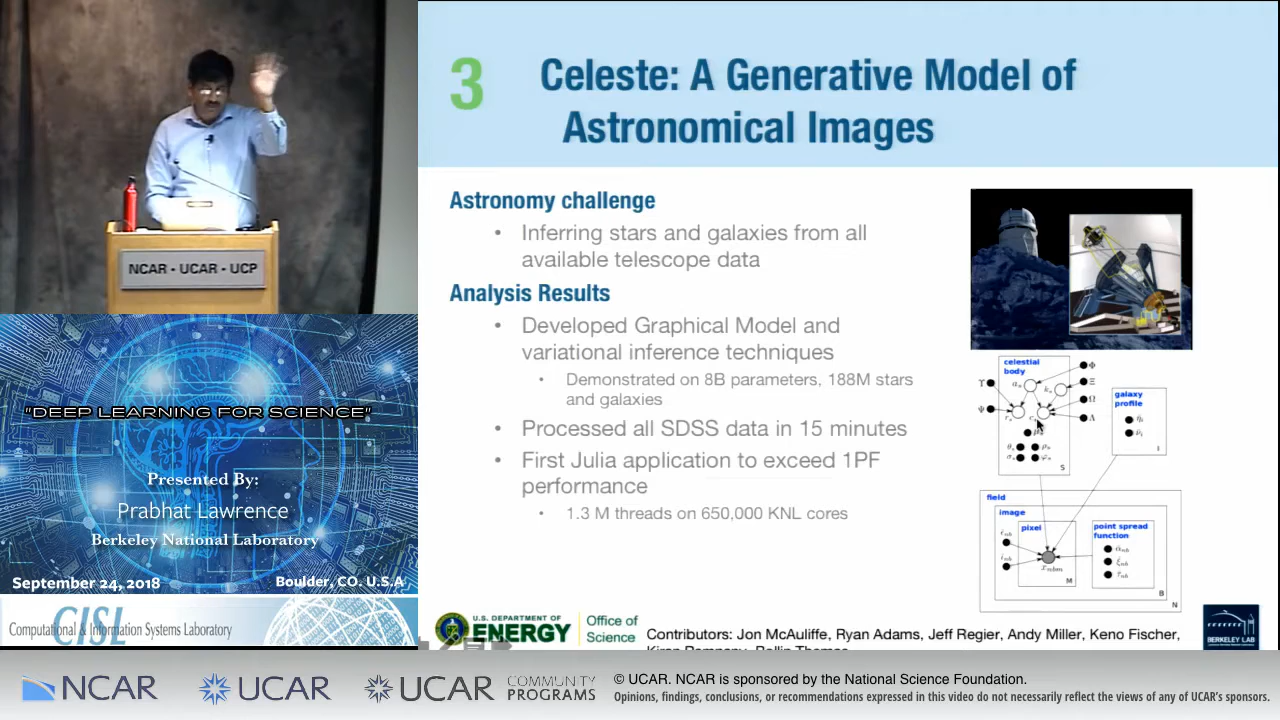 NCAR - UCAR - UCP
"DEEP LEARNING FOR SCIENCE"
Presented By:
Prabhat Lawrence
Berkeley National Laboratory
September 24, 2018
Boulder, CO. U.S.A
CISL
Computational & Information Systems Laboratory
3
Celeste: A Generative Model of
Astronomical Images
Astronomy challenge
• Inferring stars and galaxies from all
available telescope data
Analysis Results
• Developed Graphical Model and
variational inference techniques
• Demonstrated on 8B parameters, 188M stars
and galaxies
• Processed all SDSS data in 15 minutes
• First Julia application to exceed 1PF
performance
• 1.3 M threads on 650,000 KNL cores
celestial
body
Φ
Ξ
Ω
Λ
Υ
Ψ
S
galaxy
profile
I
field
image
pixel
M
point spread
function
B
N
U.S. DEPARTMENT OF
ENERGY
Office of
Science
Contributors: Jon McAuliffe, Ryan Adams, Jeff Regier, Andy Miller, Keno Fischer,
BERKELEY LAB
NCAR
UCAR
UCAR
COMMUNITY
PROGRAMS
© UCAR. NCAR is sponsored by the National Science Foundation.
Opinions, findings, conclusions, or recommendations expressed in this video do not necessarily reflect the views of any of UCAR's sponsors.